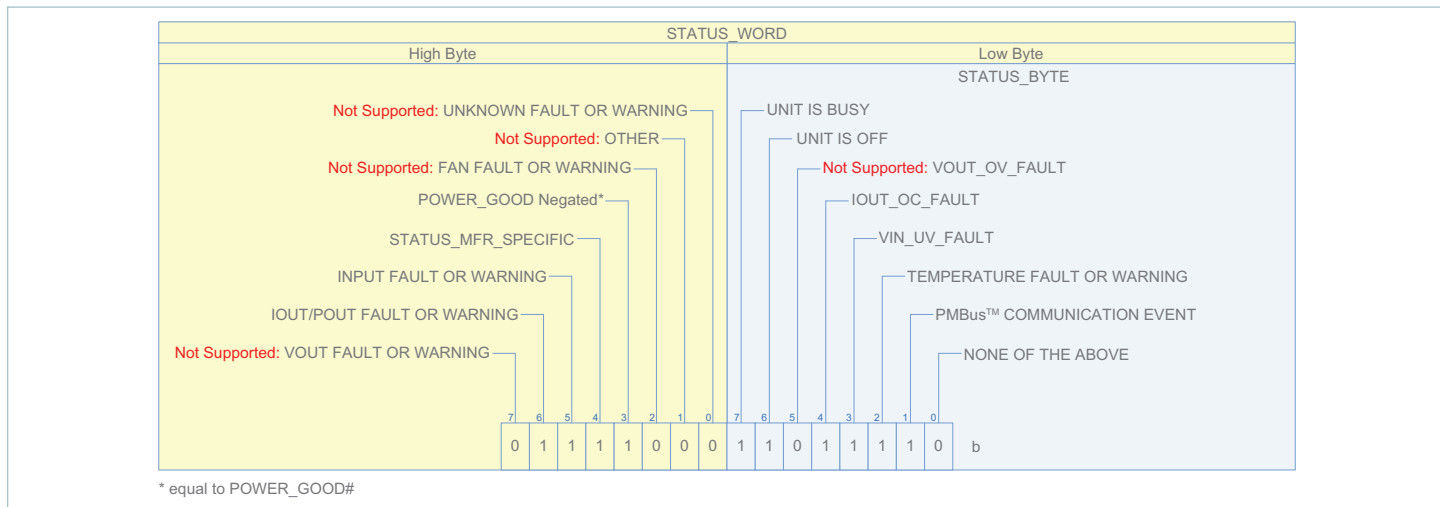 STATUS_WORD
High Byte
Low Byte
STATUS_BYTE
Not Supported: UNKNOWN FAULT OR WARNING
UNIT IS BUSY
Not Supported: OTHER
UNIT IS OFF
Not Supported: FAN FAULT OR WARNING
Not Supported: VOUT_OV_FAULT
POWER_GOOD Negated*
IOUT_OC_FAULT
STATUS_MFR_SPECIFIC
VIN_UV_FAULT
INPUT FAULT OR WARNING
TEMPERATURE FAULT OR WARNING
IOUT/POUT FAULT OR WARNING
PMBus™ COMMUNICATION EVENT
Not Supported: VOUT FAULT OR WARNING
NONE OF THE ABOVE
7 6 5 4 3 2 1 0 7 6 5 4 3 2 1 0
0 1 1 1 1 0 0 0 1 1 0 1 1 1 1 0 b
* equal to POWER_GOOD#